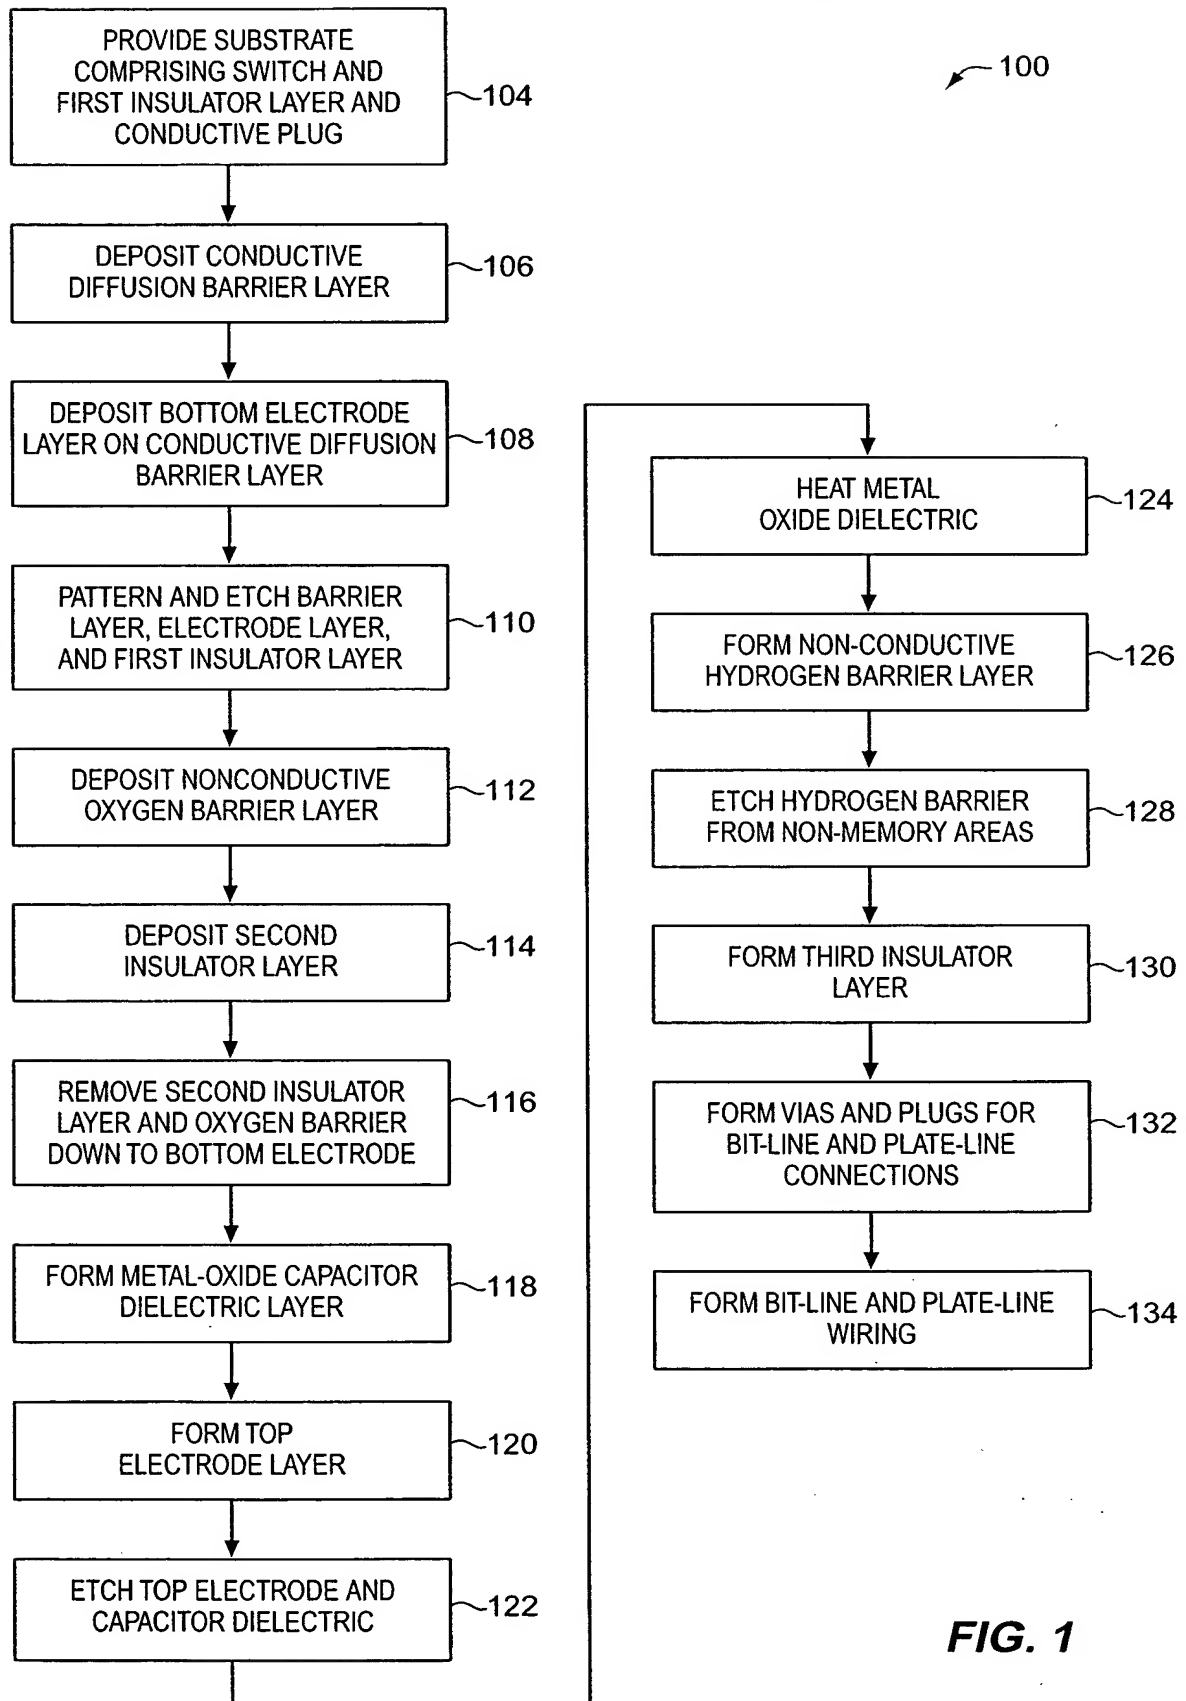 PROVIDE SUBSTRATE
COMPRISING SWITCH AND
FIRST INSULATOR LAYER AND
CONDUCTIVE PLUG
104
100
DEPOSIT CONDUCTIVE
DIFFUSION BARRIER LAYER
106
DEPOSIT BOTTOM ELECTRODE
LAYER ON CONDUCTIVE DIFFUSION
BARRIER LAYER
108
PATTERN AND ETCH BARRIER
LAYER, ELECTRODE LAYER,
AND FIRST INSULATOR LAYER
110
DEPOSIT NONCONDUCTIVE
OXYGEN BARRIER LAYER
112
DEPOSIT SECOND
INSULATOR LAYER
114
REMOVE SECOND INSULATOR
LAYER AND OXYGEN BARRIER
DOWN TO BOTTOM ELECTRODE
116
FORM METAL-OXIDE CAPACITOR
DIELECTRIC LAYER
118
FORM TOP
ELECTRODE LAYER
120
ETCH TOP ELECTRODE AND
CAPACITOR DIELECTRIC
122
HEAT METAL
OXIDE DIELECTRIC
124
FORM NON-CONDUCTIVE
HYDROGEN BARRIER LAYER
126
ETCH HYDROGEN BARRIER
FROM NON-MEMORY AREAS
128
FORM THIRD INSULATOR
LAYER
130
FORM VIAS AND PLUGS FOR
BIT-LINE AND PLATE-LINE
CONNECTIONS
132
FORM BIT-LINE AND PLATE-LINE
WIRING
134
FIG. 1